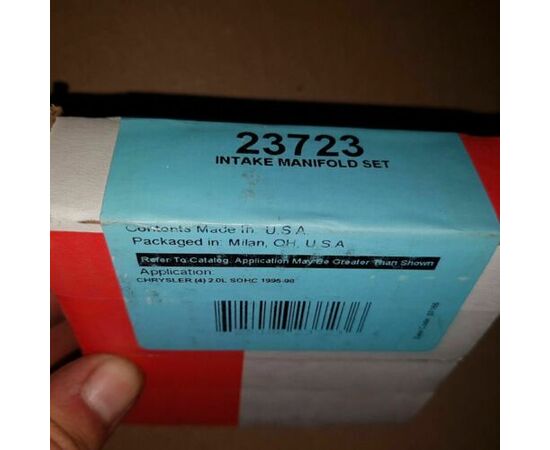 23723
INTAKE MANIFOLD SET
Contents Made in U.S.A.
Packaged in: Milan, OH, U.S.A.
Refer To Catalog. Application May Be Greater Than Shown
Application:
CHRYSLER (4) 2.0L SOHC 1995-98